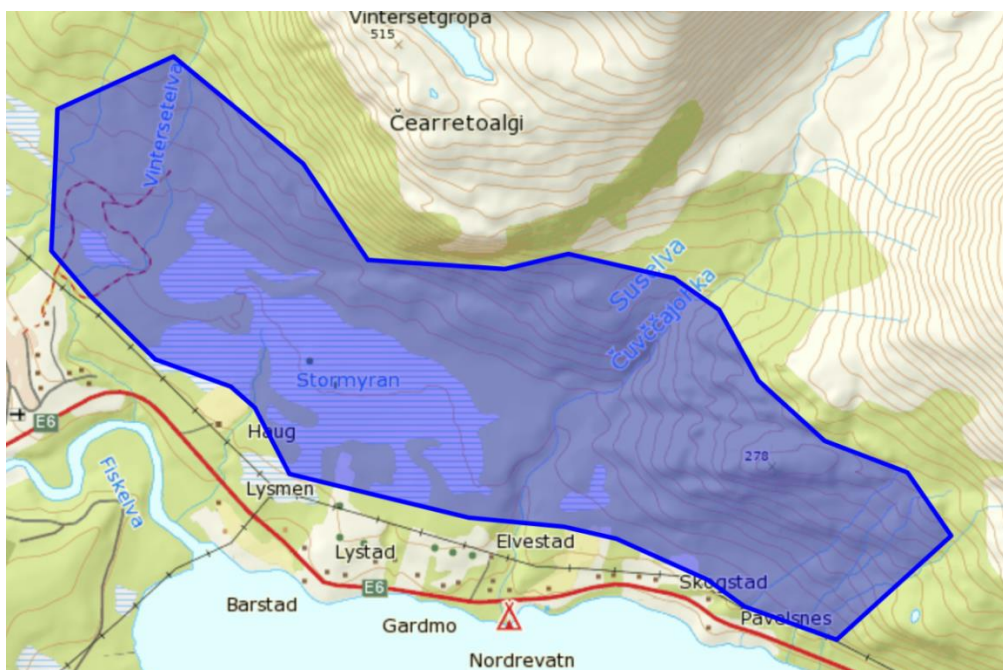 Vintersetgropa
515
Čearretoalgi
Vintersetelva
Suselva
Čuvččajohka
Stormyran
E6
Haug
278
Lysmen
Fiskelva
Elvestad
Lystad
Skogstad
E6
Barstad
Pavelsnes
Gardmo
Nordrevatn